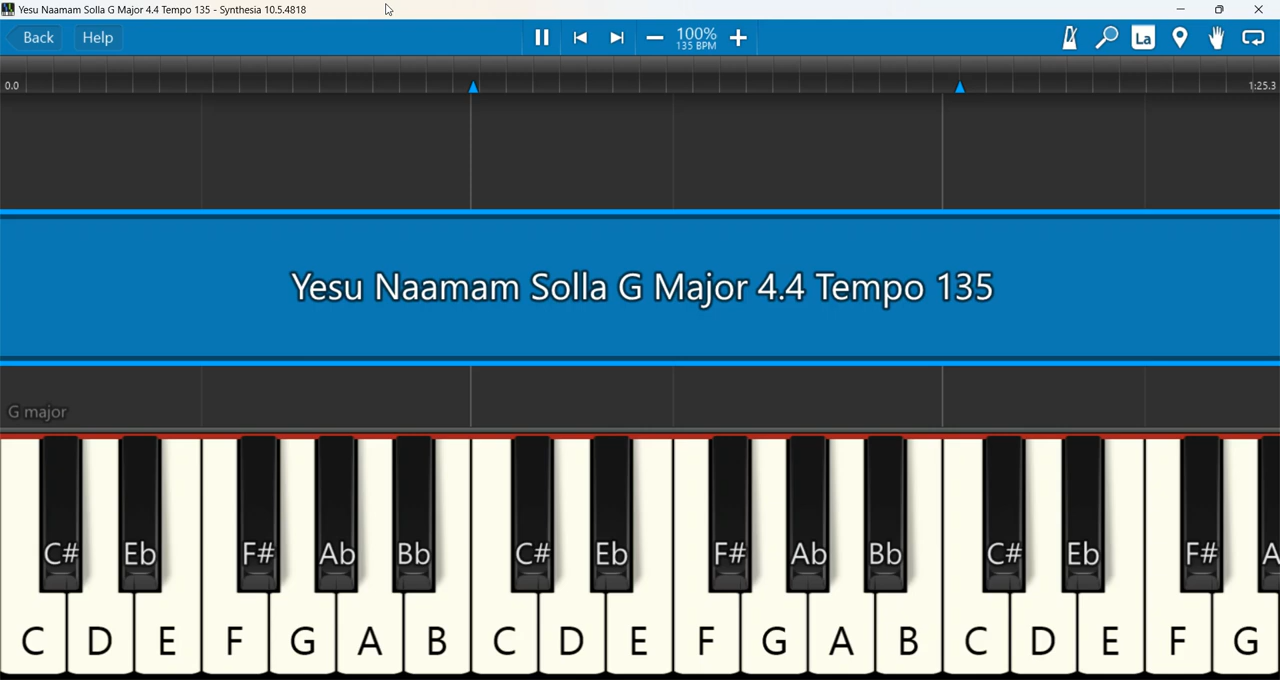 Yesu Naamam Solla G Major 4.4 Tempo 135 - Synthesia 10.5.4818
Back Help 100% La
135 BPM
0.0 1:25.3
Yesu Naamam Solla G Major 4.4 Tempo 135
G major
C# Eb F# Ab Bb C# Eb F# Ab Bb C# Eb F# A
C D E F G A B C D E F G A B C D E F G